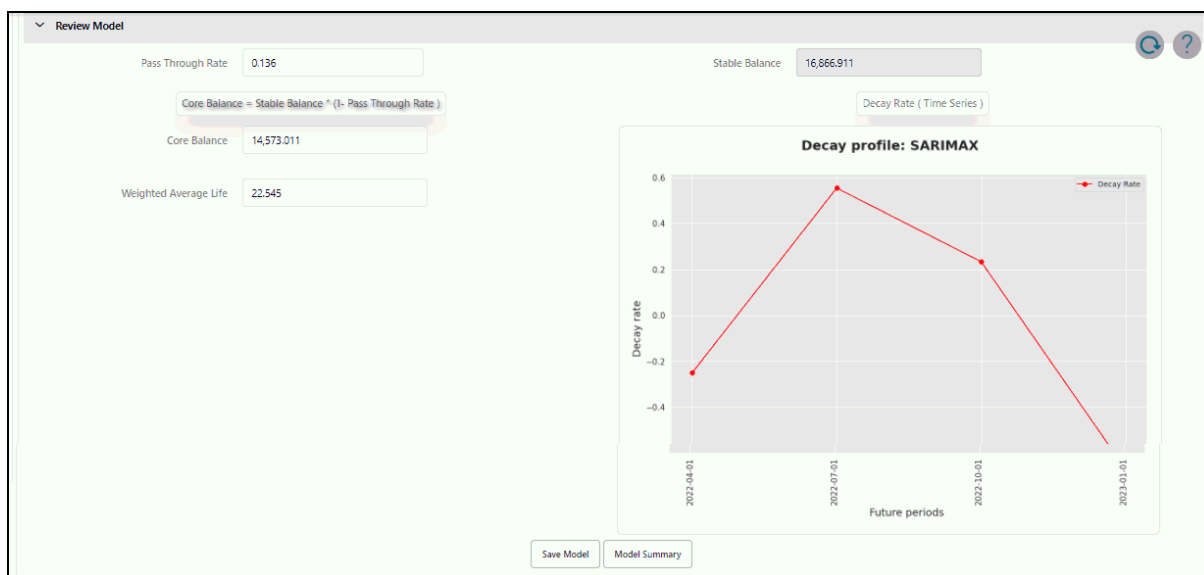 Review Model
?
Pass Through Rate 0.136 Stable Balance 16,866.911
Core Balance = Stable Balance * (1- Pass Through Rate ) Decay Rate ( Time Series )
Core Balance 14,573.011
Weighted Average Life 22.545
Decay profile: SARIMAX
Decay Rate
0.6
0.4
0.2
0.0
−0.2
−0.4
Decay rate
2022-04-01
2022-07-01
2022-10-01
2023-01-01
Future periods
Save Model Model Summary